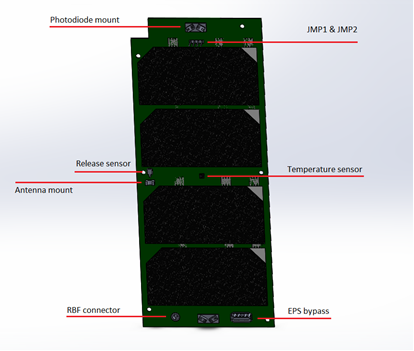 Photodiode mount
JMP1 & JMP2
Release sensor
Temperature sensor
Antenna mount
RBF connector
EPS bypass